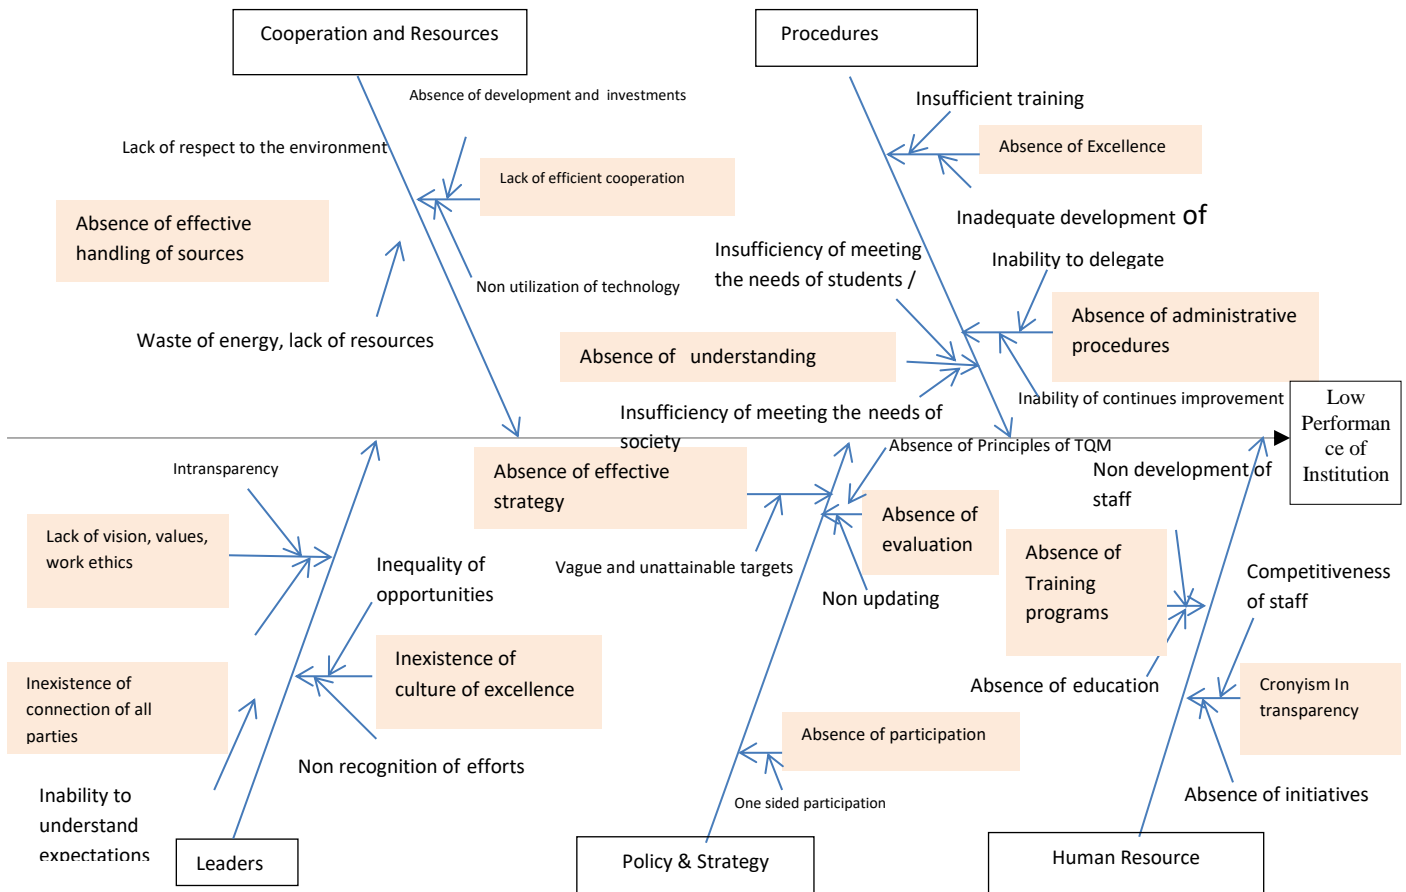 Cooperation and Resources
Procedures
Absence of development and investments
Insufficient training
Lack of respect to the environment
Absence of Excellence
Lack of efficient cooperation
Absence of effective
handling of sources
Inadequate development of
Insufficiency of meeting
the needs of students /
Inability to delegate
Non utilization of technology
Waste of energy, lack of resources
Absence of administrative
procedures
Absence of understanding
Inability of continues improvement
Insufficiency of meeting the needs of
society
Low
Performan
ce of
Institution
Absence of Principles of TQM
Intransparency
Absence of effective
strategy
Non development of
staff
Lack of vision, values,
work ethics
Absence of
evaluation
Absence of
Training
programs
Inequality of
opportunities
Vague and unattainable targets
Non updating
Competitiveness
of staff
Inexistence of
culture of excellence
Inexistence of
connection of all
parties
Absence of education
Cronyism In
transparency
Absence of participation
Non recognition of efforts
One sided participation
Absence of initiatives
Inability to
understand
expectations
Leaders
Policy & Strategy
Human Resource